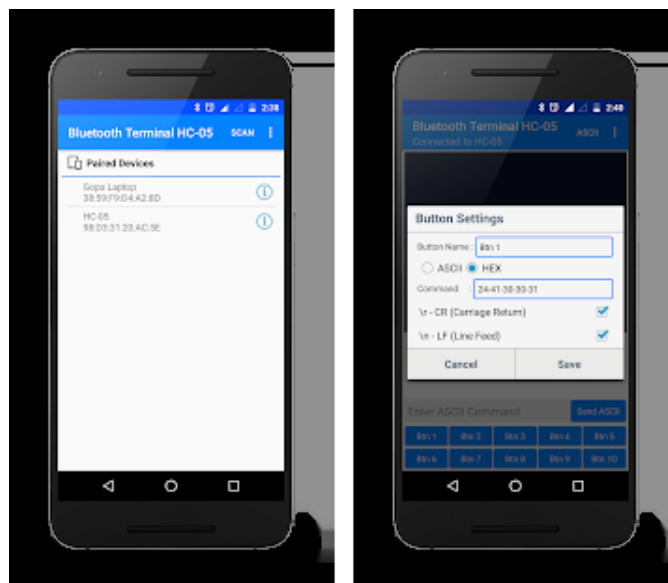 2:38
Bluetooth Terminal HC-05 SCAN
Paired Devices
Gops Laptop
38:59:F9:D4:A2:8D
HC-05
98:D3:31:20:AC:5E
2:40
Bluetooth Terminal HC-05 ASCII
Connected to HC-05
Button Settings
Button Name : Btn 1
ASCII HEX
Command : 24-41-30-30-31
\r - CR (Carriage Return)
\n - LF (Line Feed)
Cancel Save
Enter ASCII Command Send ASCII
Btn 1 Btn 2 Btn 3 Btn 4 Btn 5
Btn 6 Btn 7 Btn 8 Btn 9 Btn 10